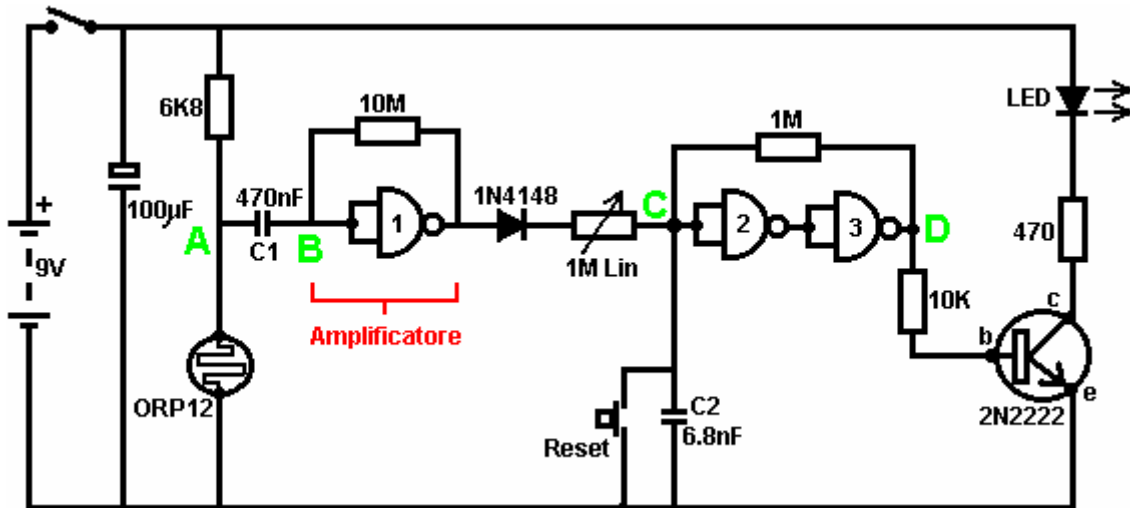 6K8
10M
1M
LED
+
470nF
1N4148
C
100µF
A
C1
B
1
2
3
D
1M Lin
470
9V
10K
Amplificatore
c
b
ORP12
e
C2
6.8nF
2N2222
Reset